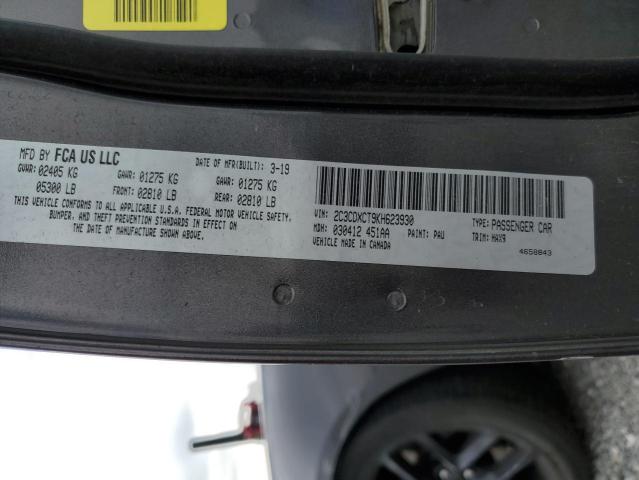 MFD BY FCA US LLC
DATE OF MFR(BUILT): 3-19
GVWR: 02405 KG
GAWR: 01275 KG
GAWR: 01275 KG
05300 LB
FRONT: 02810 LB
REAR: 02810 LB
THIS VEHICLE CONFORMS TO ALL APPLICABLE U.S.A. FEDERAL MOTOR VEHICLE SAFETY,
BUMPER, AND THEFT PREVENTION STANDARDS IN EFFECT ON
THE DATE OF MANUFACTURE SHOWN ABOVE.
VIN: 2C3CDXCT9KH623930
TYPE: PASSENGER CAR
MDH: 030412 451AA
PAINT: PAU
TRIM: HAX9
VEHICLE MADE IN CANADA
4658843